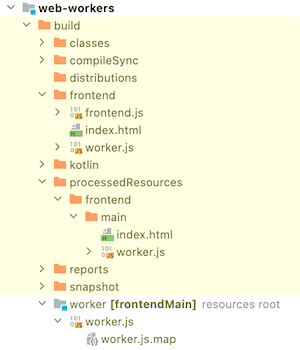 web-workers
build
classes
compileSync
distributions
frontend
frontend.js
index.html
worker.js
kotlin
processedResources
frontend
main
index.html
worker.js
reports
snapshot
worker [frontendMain] resources root
worker.js
worker.js.map